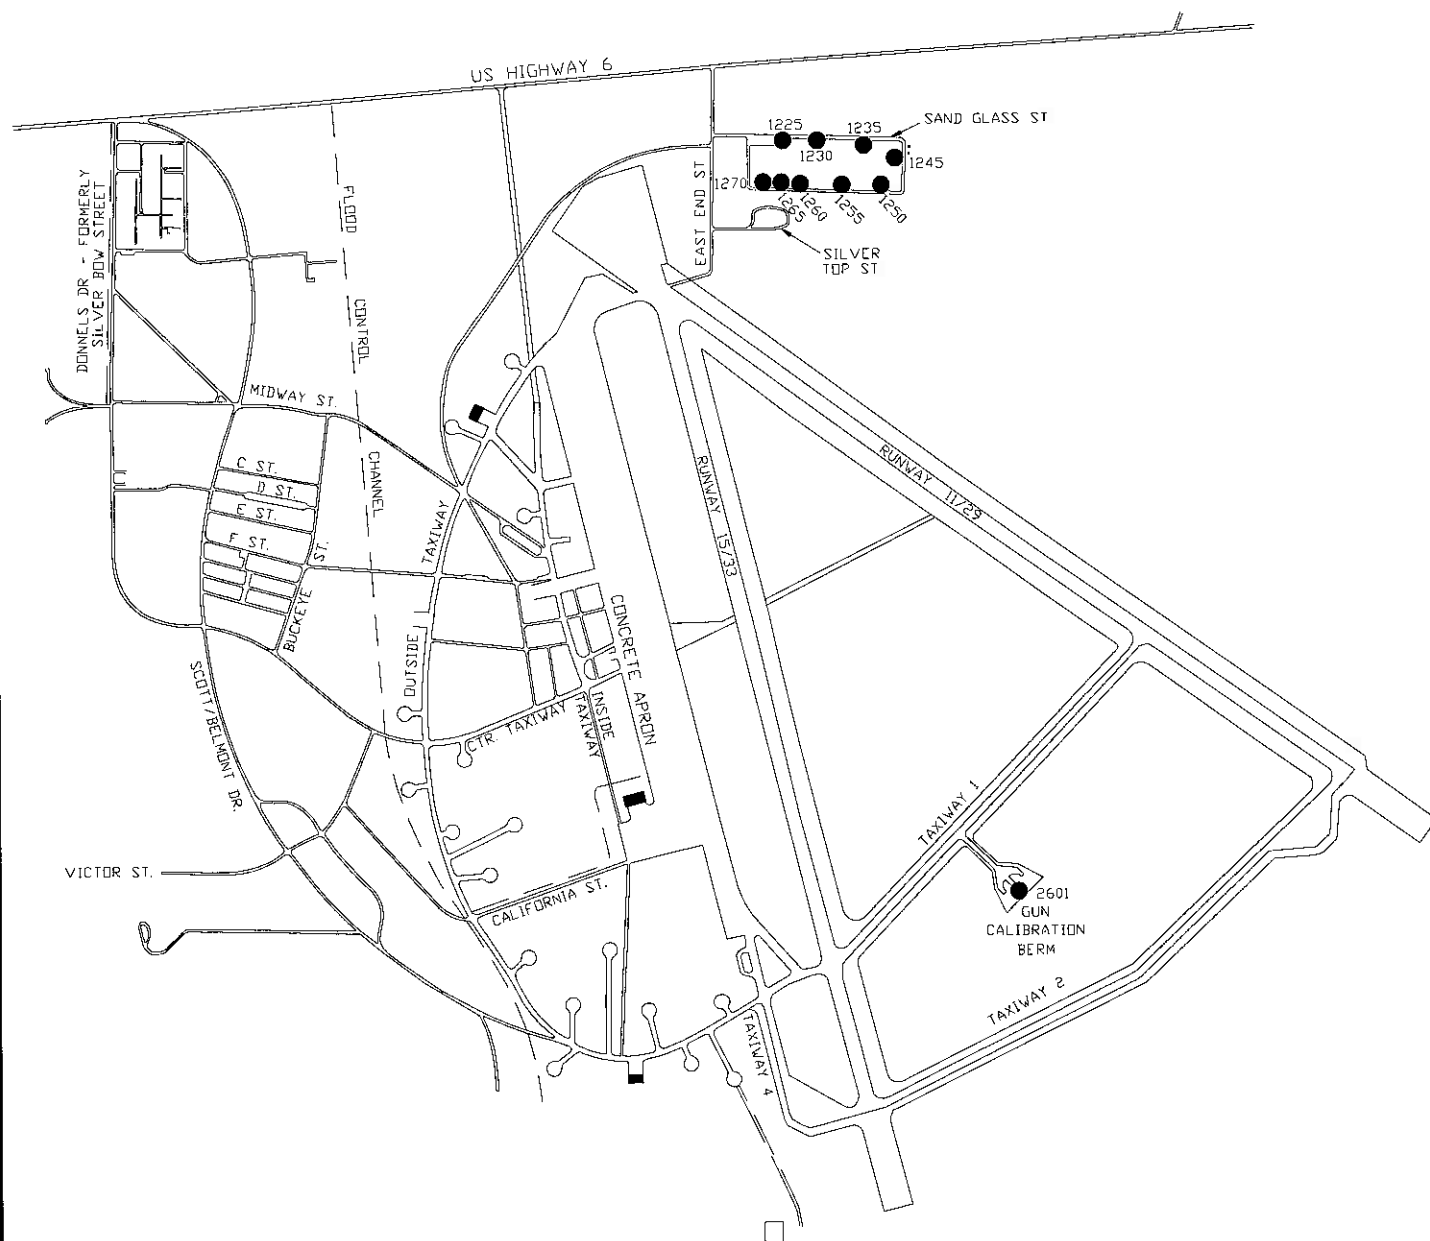 US HIGHWAY 6
SAND GLASS ST
1225
1235
1230
1245
1270
1265
1260
1255
1250
EAST END ST
SILVER
TOP ST
DONNELS DR - FORMERLY
SILVER BOW STREET
FLOOD
CONTROL
CHANNEL
MIDWAY ST.
C ST.
D ST.
E ST.
F ST.
BUCKEYE ST.
TAXIWAY
OUTSIDE
RUNWAY 15/33
RUNWAY 11/29
CONCRETE APRON
INSIDE
TAXIWAY
CTR. TAXIWAY
SCOTT/BELMONT DR.
VICTOR ST.
CALIFORNIA ST.
TAXIWAY 1
2601
GUN
CALIBRATION
BERM
TAXIWAY 2
TAXIWAY 4